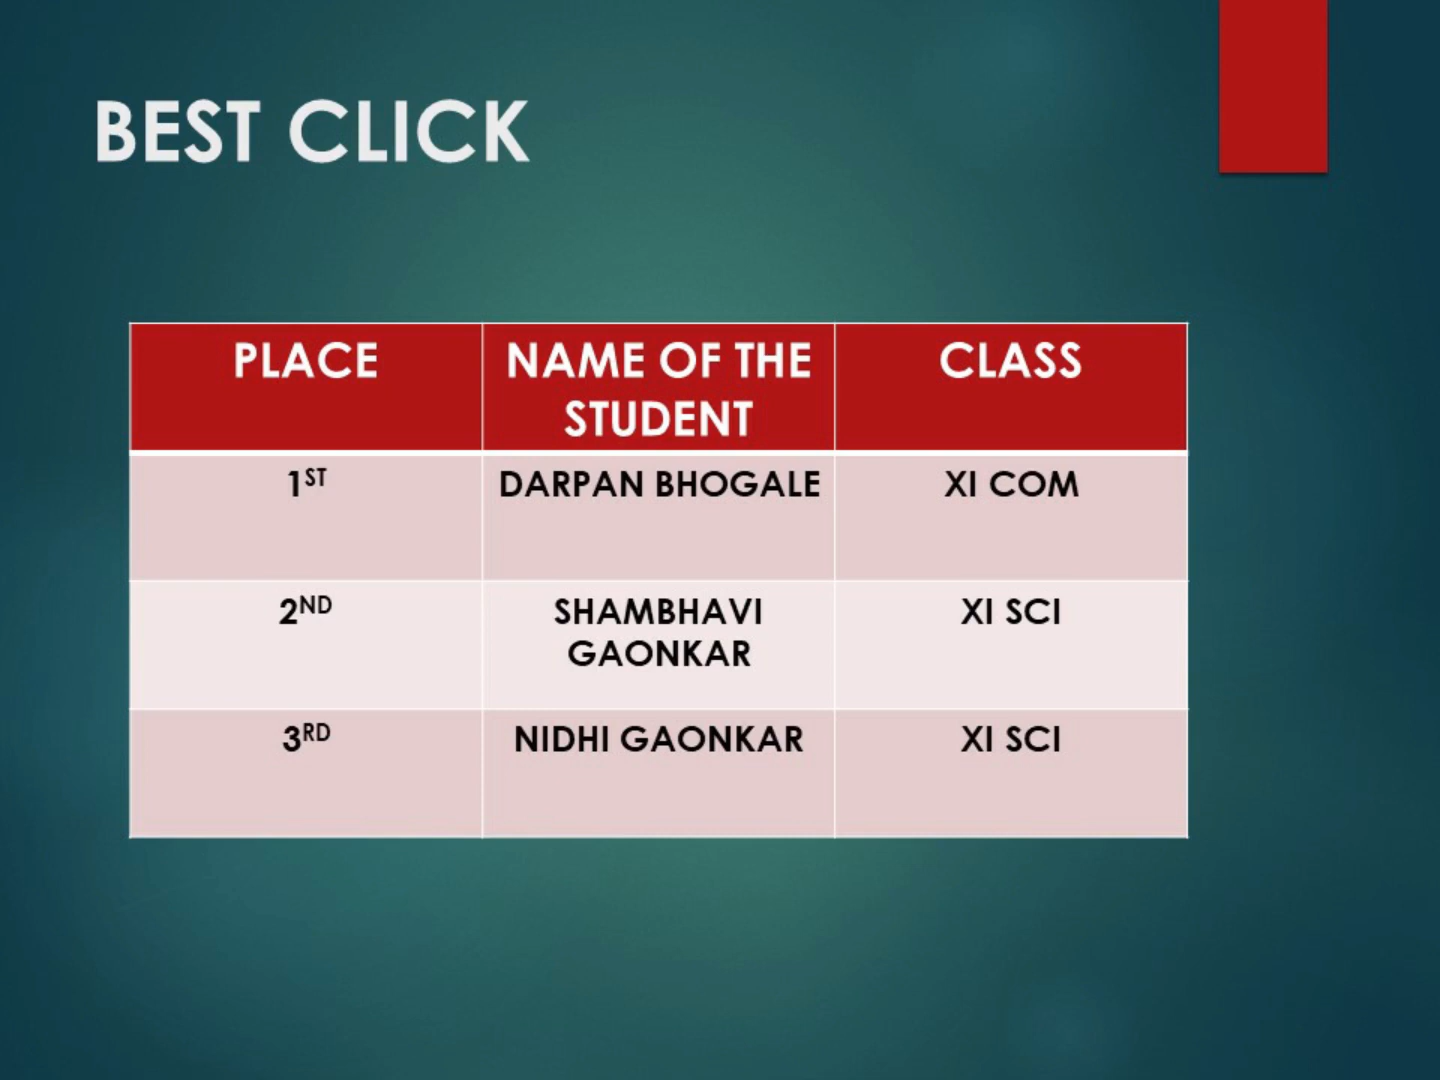 BEST CLICK
PLACE
NAME OF THE
STUDENT
CLASS
1ST
DARPAN BHOGALE
XI COM
2ND
SHAMBHAVI
GAONKAR
XI SCI
3RD
NIDHI GAONKAR
XI SCI